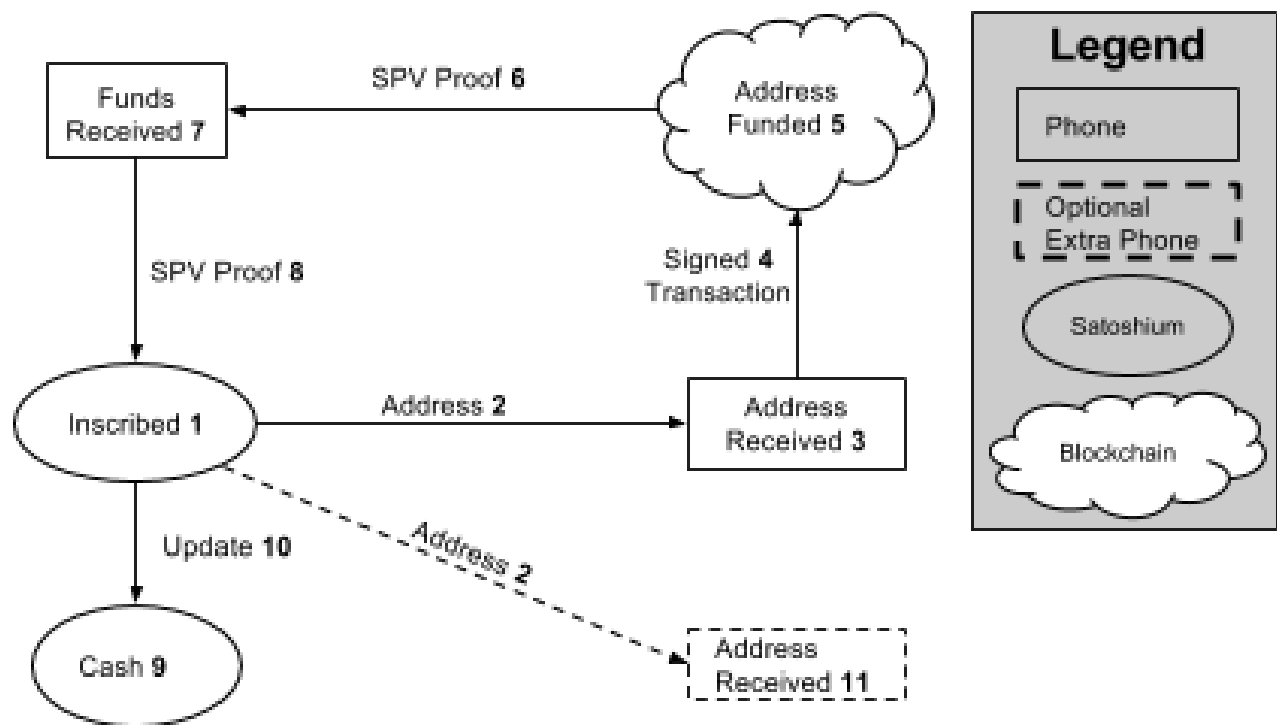 SPV Proof 6
Funds
Received 7
Address
Funded 5
SPV Proof 8
Signed 4
Transaction
Inscribed 1
Address 2
Address
Received 3
Update 10
Address 2
Cash 9
Address
Received 11
Legend
Phone
Optional
Extra Phone
Satoshium
Blockchain